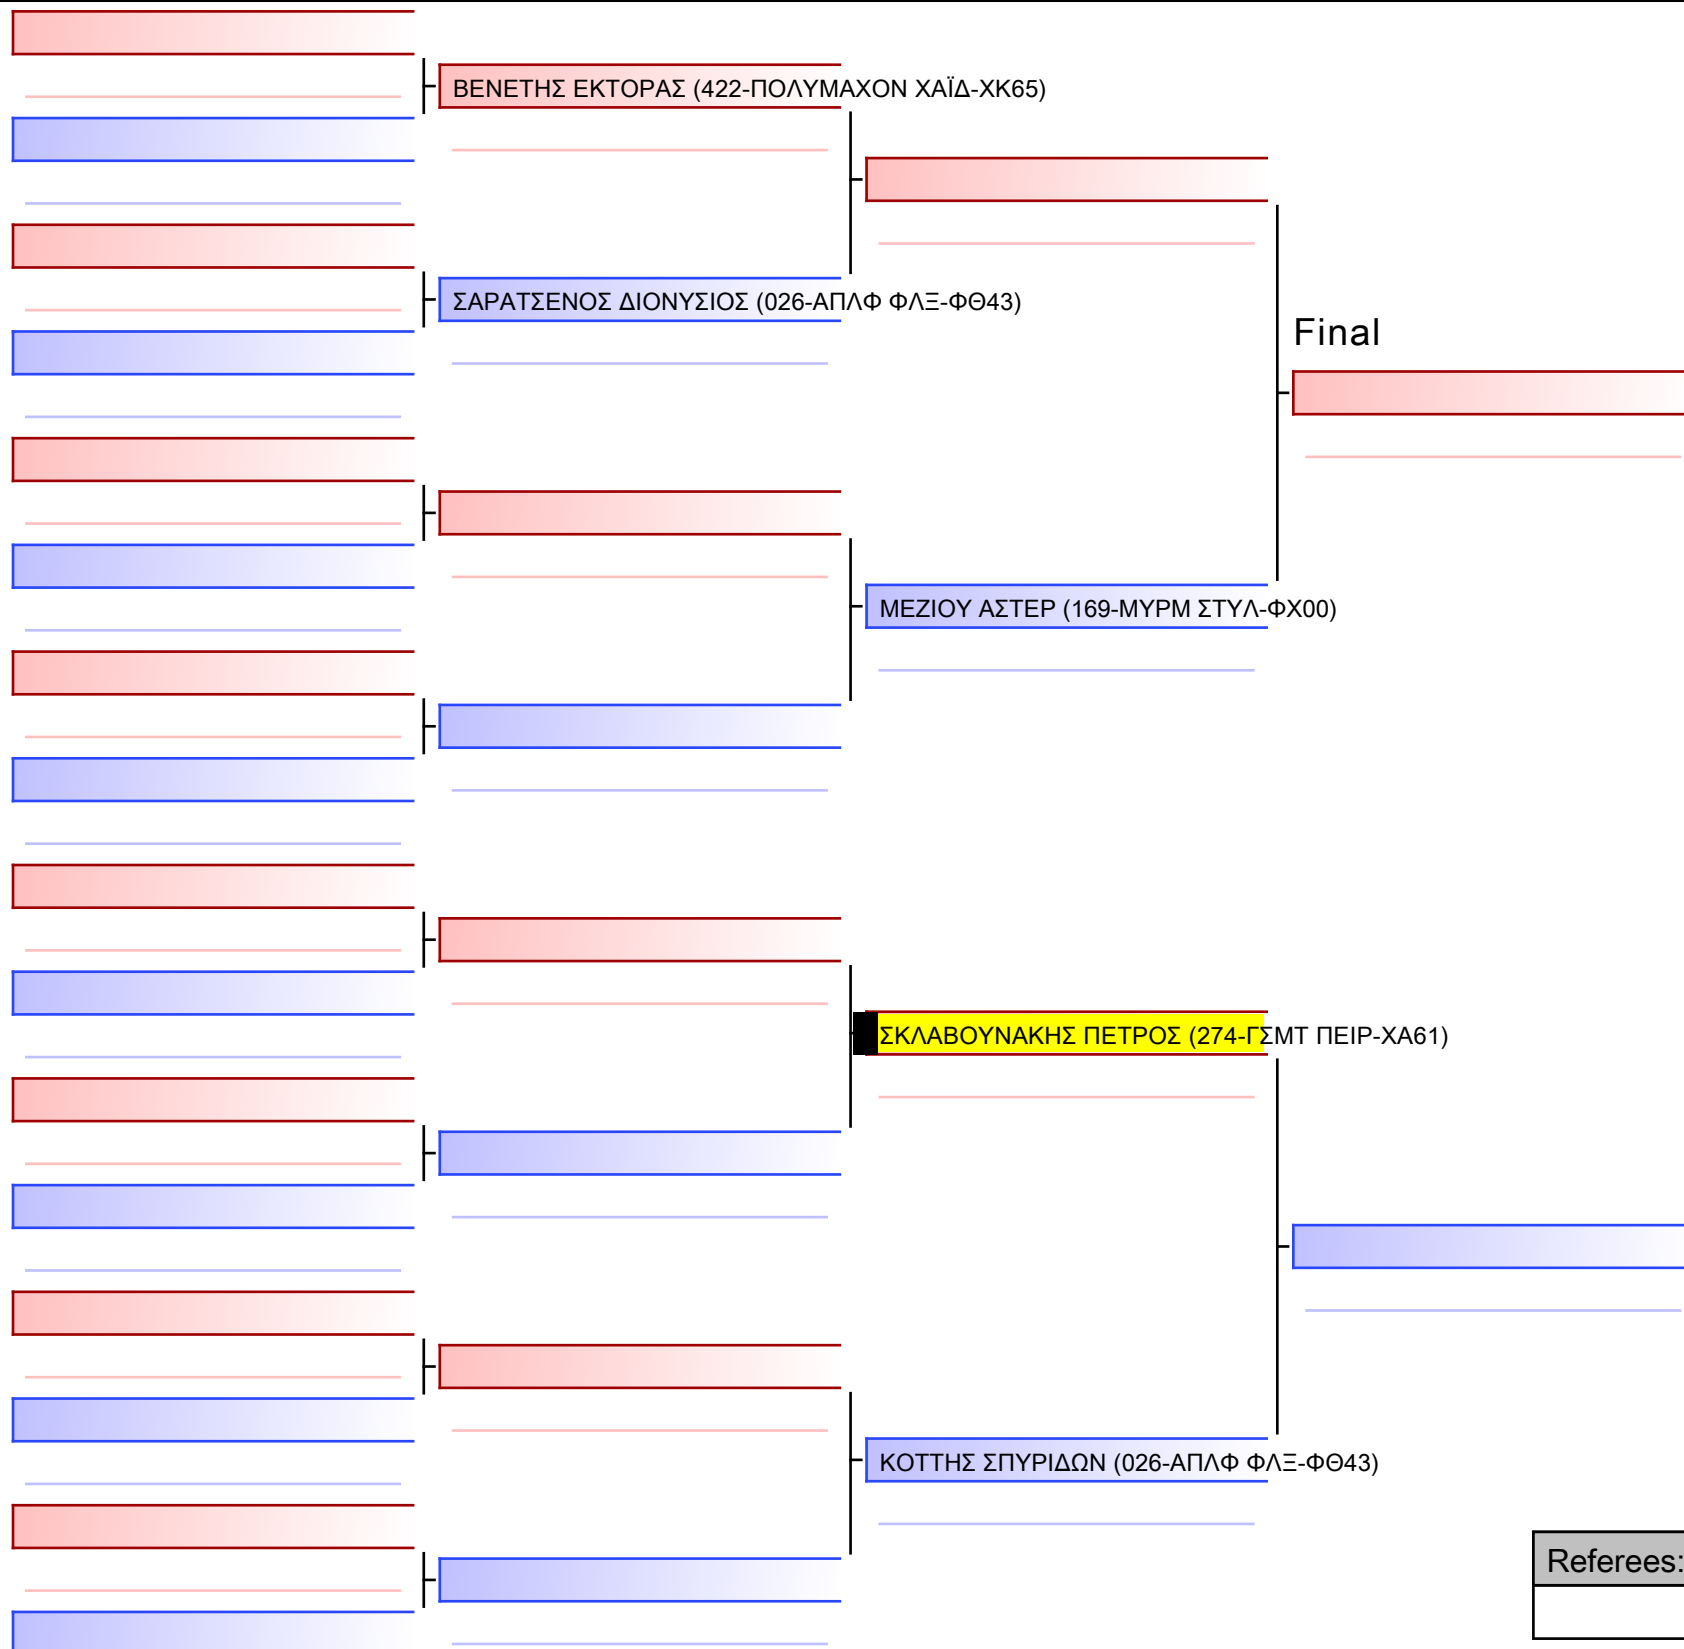 ΒΕΝΕΤΗΣ ΕΚΤΟΡΑΣ (422-ΠΟΛΥΜΑΧΟΝ ΧΑΪΔ-ΧΚ65)
ΣΑΡΑΤΣΕΝΟΣ ΔΙΟΝΥΣΙΟΣ (026-ΑΠΛΦ ΦΛΞ-ΦΘ43)
Final
ΜΕΖΙΟΥ ΑΣΤΕΡ (169-ΜΥΡΜ ΣΤΥΛ-ΦΧ00)
ΣΚΛΑΒΟΥΝΑΚΗΣ ΠΕΤΡΟΣ (274-ΓΣΜΤ ΠΕΙΡ-ΧΑ61)
ΚΟΤΤΗΣ ΣΠΥΡΙΔΩΝ (026-ΑΠΛΦ ΦΛΞ-ΦΘ43)
Referees: